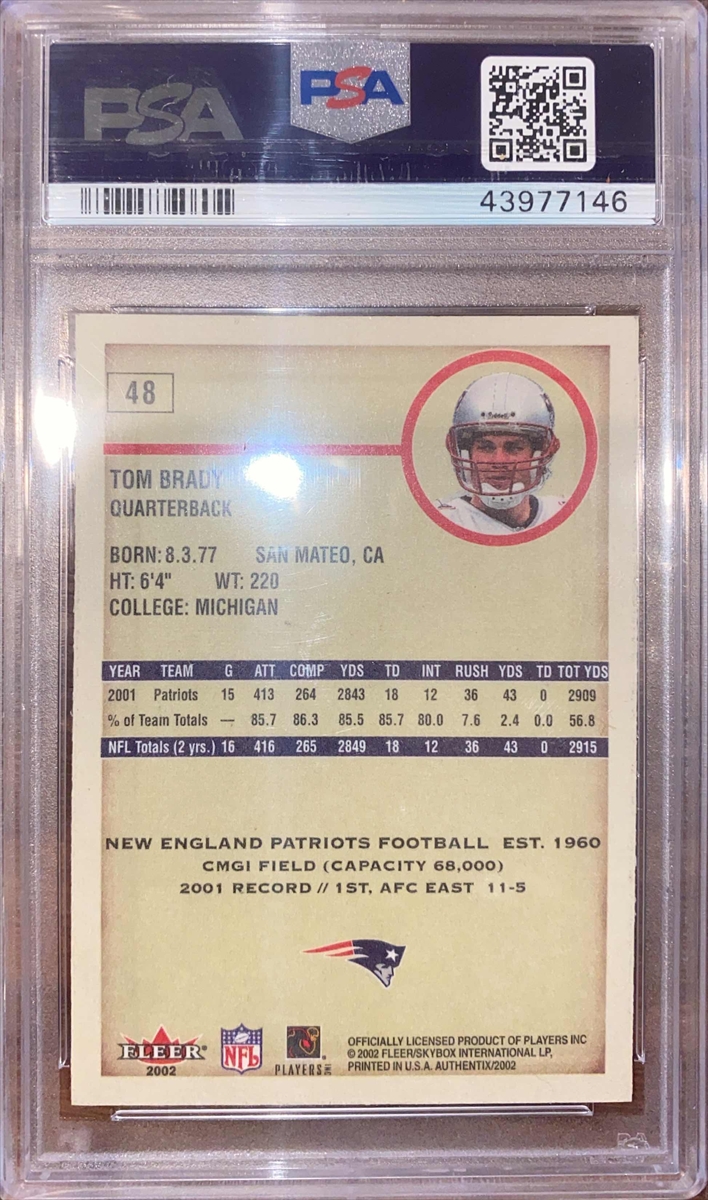 PSA
PSA
43977146
48
Riddell
TOM BRADY
QUARTERBACK
BORN: 8.3.77 SAN MATEO, CA
HT: 6'4" WT: 220
COLLEGE: MICHIGAN
YEAR TEAM G ATT COMP YDS TD INT RUSH YDS TD TOT YDS
2001 Patriots 15 413 264 2843 18 12 36 43 0 2909
% of Team Totals — 85.7 86.3 85.5 85.7 80.0 7.6 2.4 0.0 56.8
NFL Totals (2 yrs.) 16 416 265 2849 18 12 36 43 0 2915
NEW ENGLAND PATRIOTS FOOTBALL EST. 1960
CMGI FIELD (CAPACITY 68,000)
2001 RECORD // 1ST, AFC EAST 11-5
FLEER®
2002
NFL
PLAYERS INC
OFFICIALLY LICENSED PRODUCT OF PLAYERS INC
© 2002 FLEER/SKYBOX INTERNATIONAL LP,
PRINTED IN U.S.A. AUTHENTIX/2002
PSA